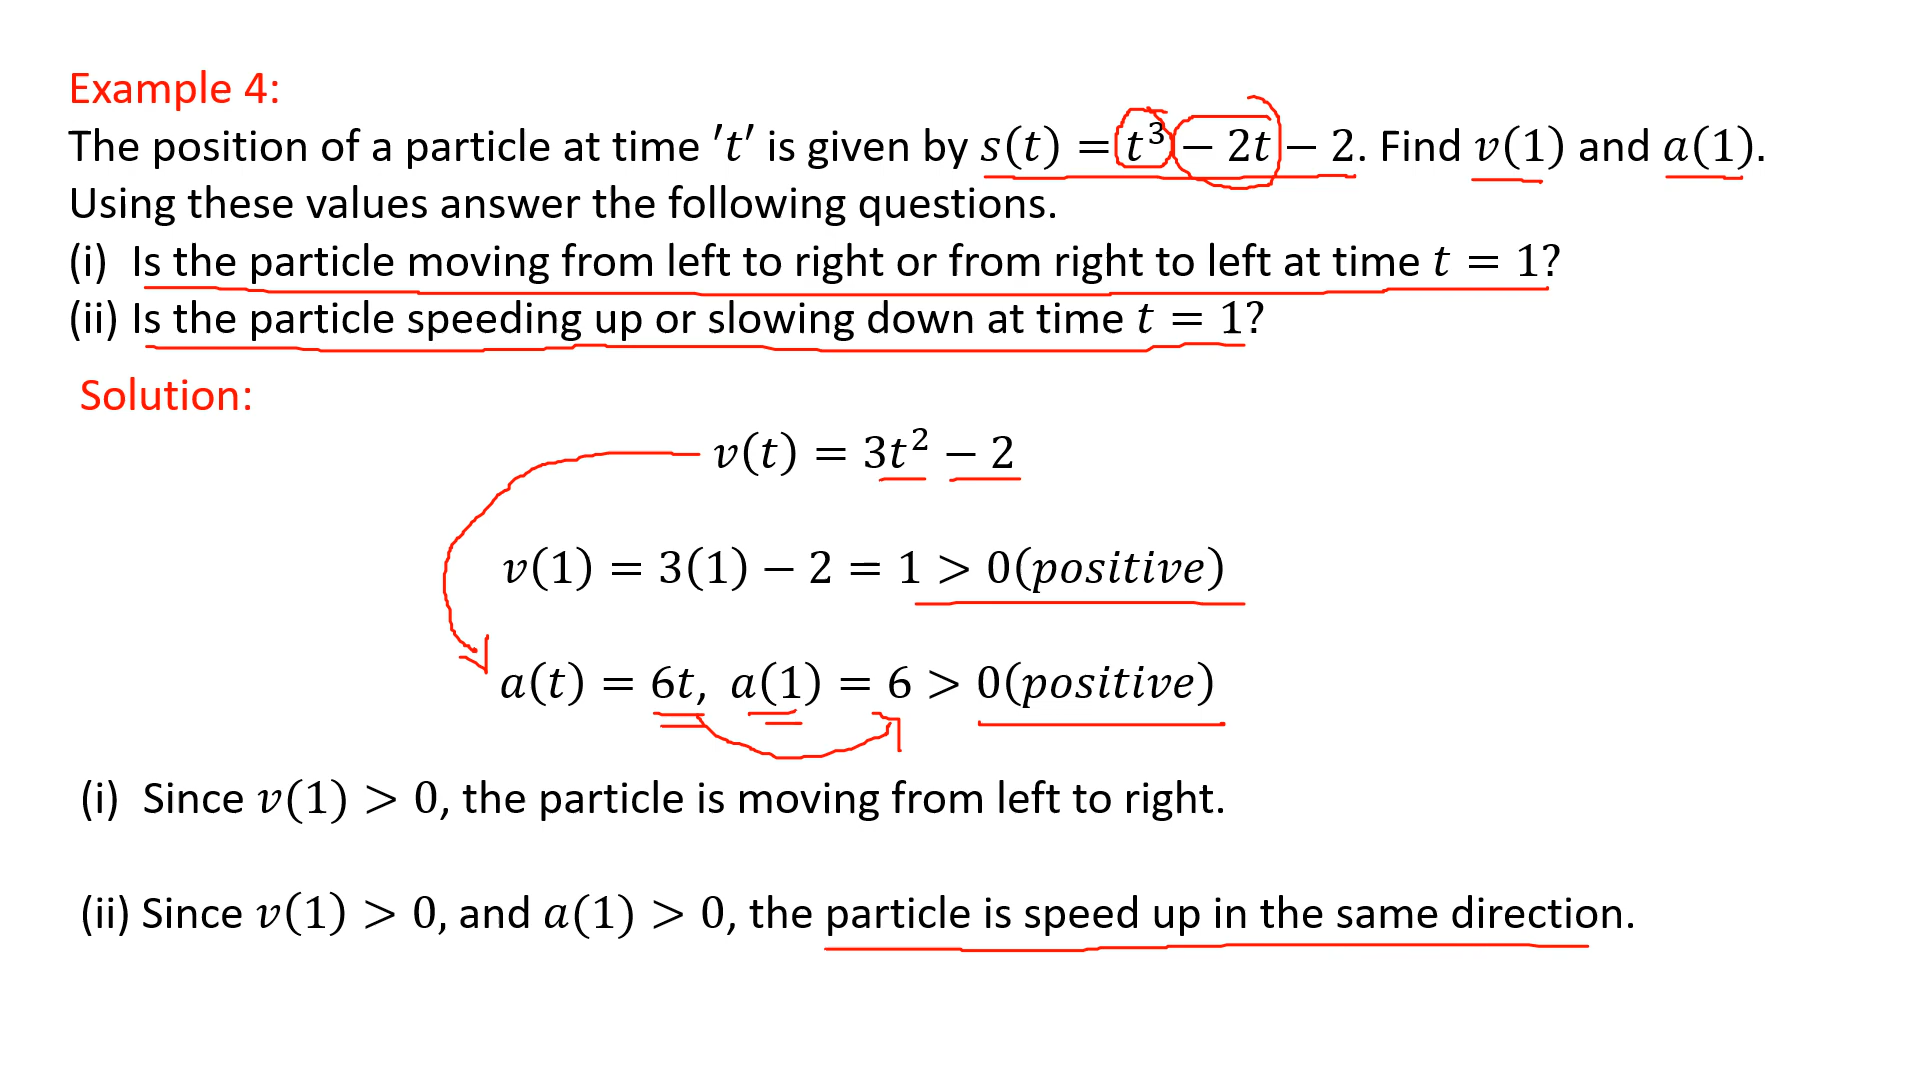 Example 4:
The position of a particle at time ′t′ is given by s(t) = t³ − 2t − 2. Find v(1) and a(1).
Using these values answer the following questions.
(i) Is the particle moving from left to right or from right to left at time t = 1?
(ii) Is the particle speeding up or slowing down at time t = 1?
Solution:
v(t) = 3t² − 2
v(1) = 3(1) − 2 = 1 > 0(positive)
a(t) = 6t, a(1) = 6 > 0(positive)
(i) Since v(1) > 0, the particle is moving from left to right.
(ii) Since v(1) > 0, and a(1) > 0, the particle is speed up in the same direction.